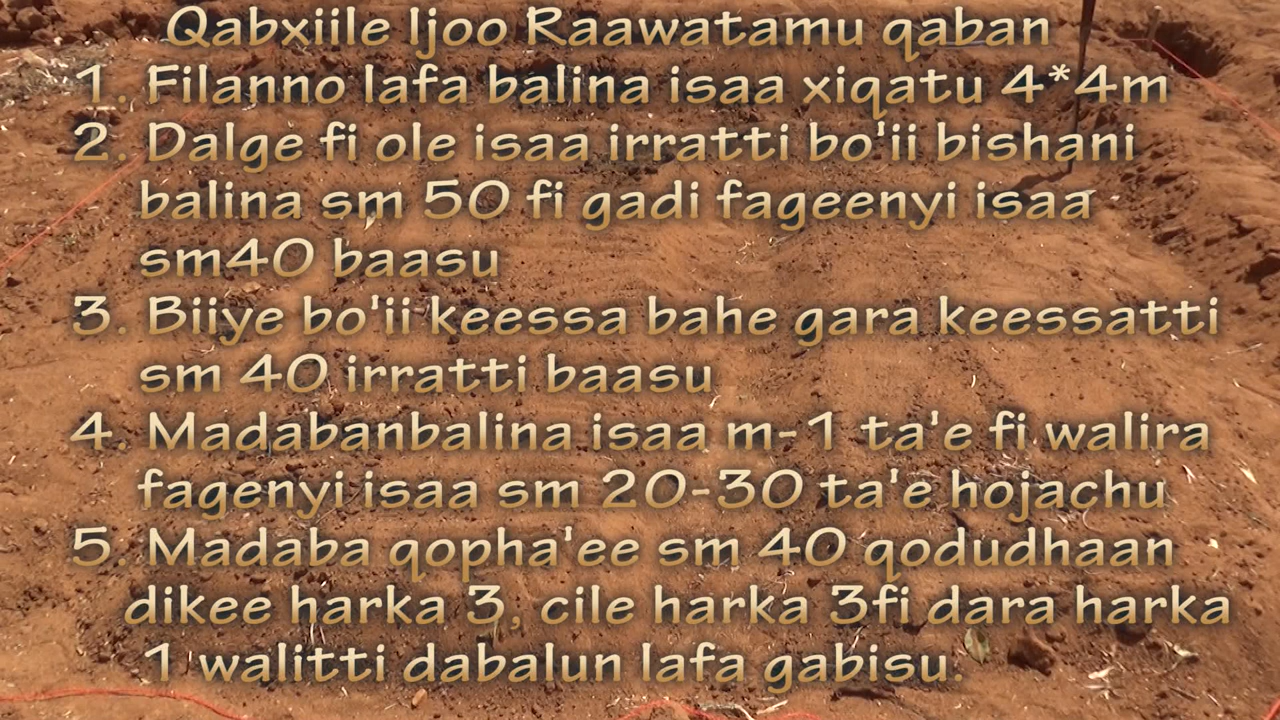 Qabxiile Ijoo Raawatamu qaban
1. Filanno lafa balina isaa xiqatu 4*4m
2. Dalge fi ole isaa irratti bo'ii bishani
balina sm 50 fi gadi fageenyi isaa
sm40 baasu
3. Biiye bo'ii keessa bahe gara keessatti
sm 40 irratti baasu
4. Madabanbalina isaa m-1 ta'e fi walira
fagenyi isaa sm 20-30 ta'e hojachu
5. Madaba qopha'ee sm 40 qodudhaan
dikee harka 3, cile harka 3fi dara harka
1 walitti dabalun lafa gabisu.